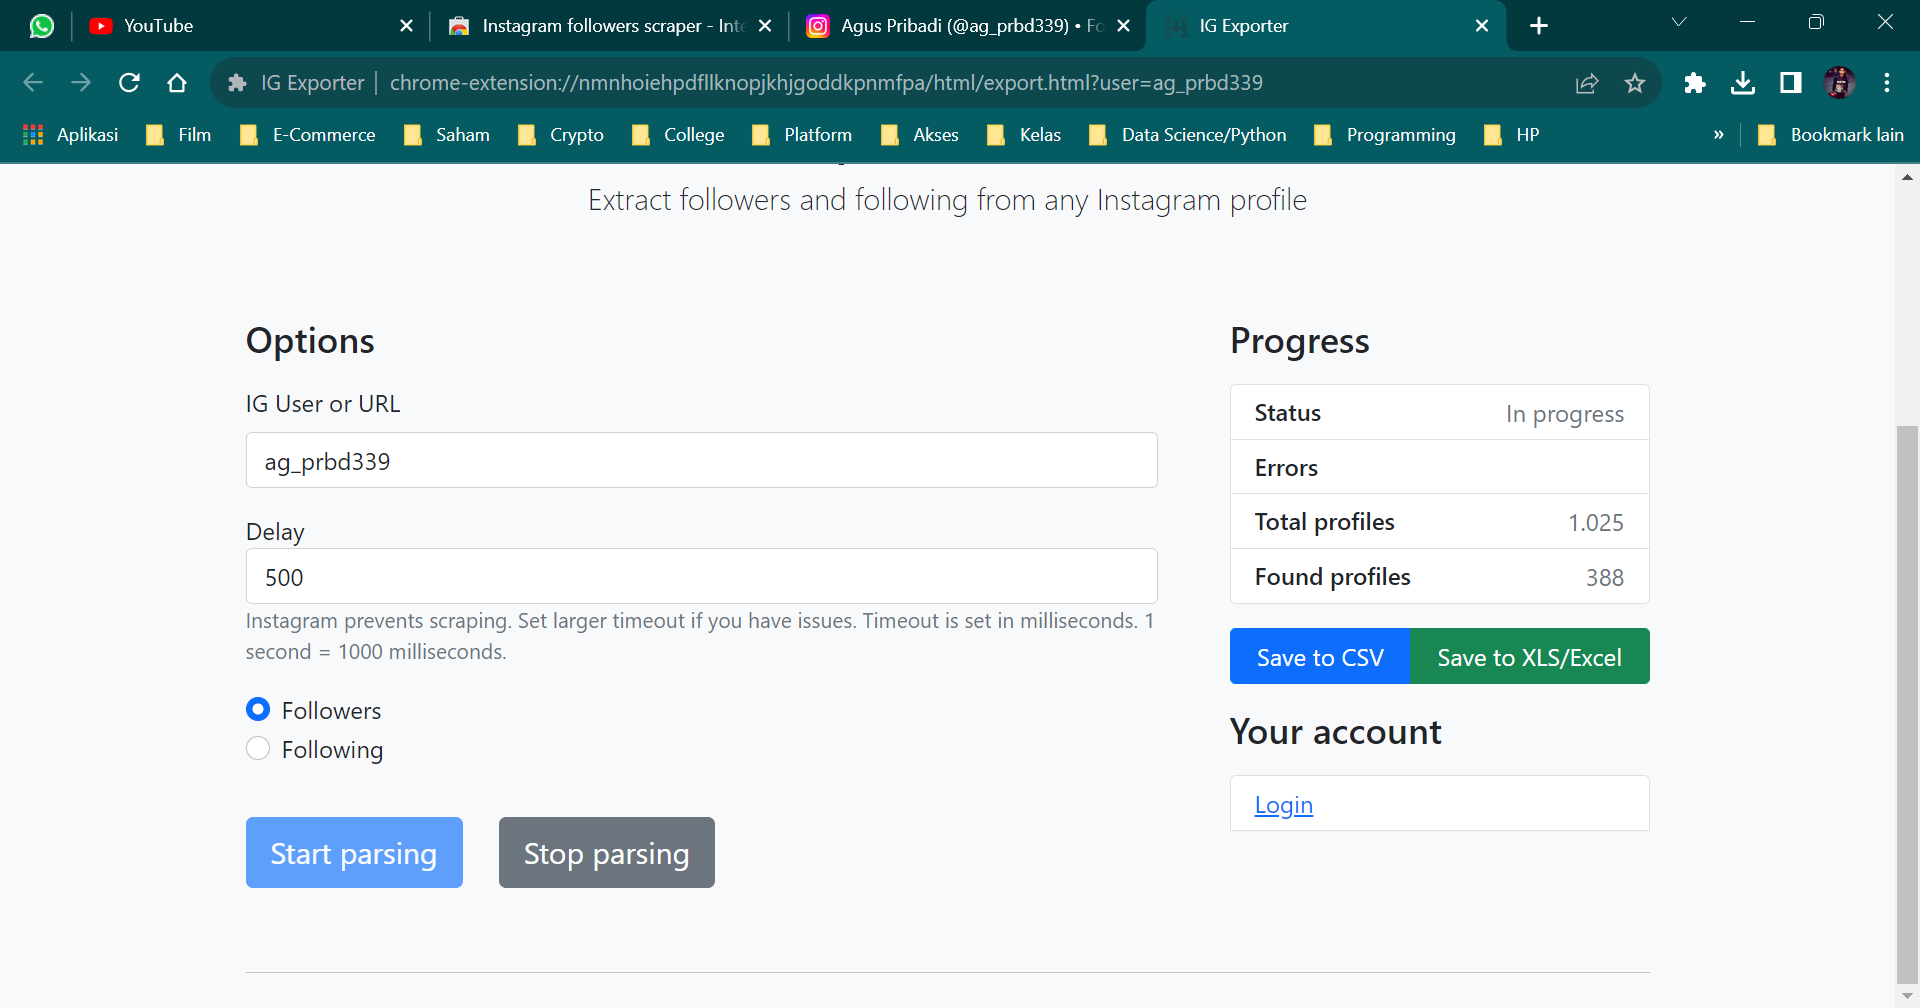 YouTube
Instagram followers scraper - Inte
Agus Pribadi (@ag_prbd339) • Fo
IG Exporter
IG Exporter
chrome-extension://nmnhoiehpdfllknopjkhjgoddkpnmfpa/html/export.html?user=ag_prbd339
Aplikasi
Film
E-Commerce
Saham
Crypto
College
Platform
Akses
Kelas
Data Science/Python
Programming
HP
»
Bookmark lain
Extract followers and following from any Instagram profile
Options
IG User or URL
ag_prbd339
Delay
500
Instagram prevents scraping. Set larger timeout if you have issues. Timeout is set in milliseconds. 1
second = 1000 milliseconds.
Followers
Following
Start parsing
Stop parsing
Progress
Status In progress
Errors
Total profiles 1.025
Found profiles 388
Save to CSV
Save to XLS/Excel
Your account
Login